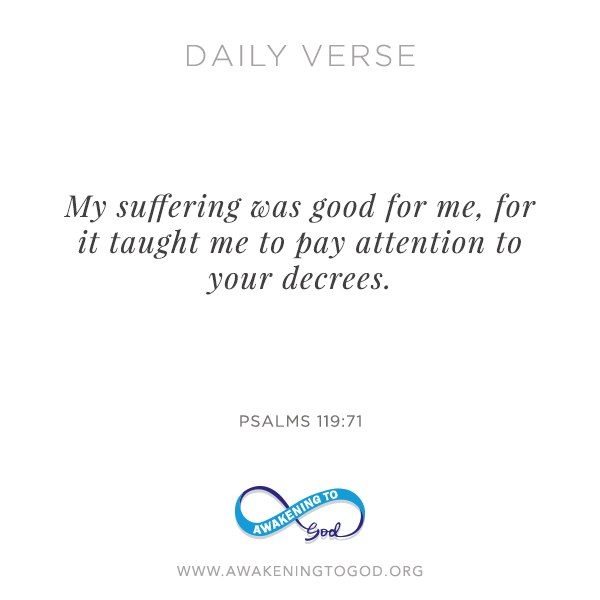 DAILY VERSE
My suffering was good for me, for
it taught me to pay attention to
your decrees.
PSALMS 119:71
AWAKENING TO
God
WWW.AWAKENINGTOGOD.ORG